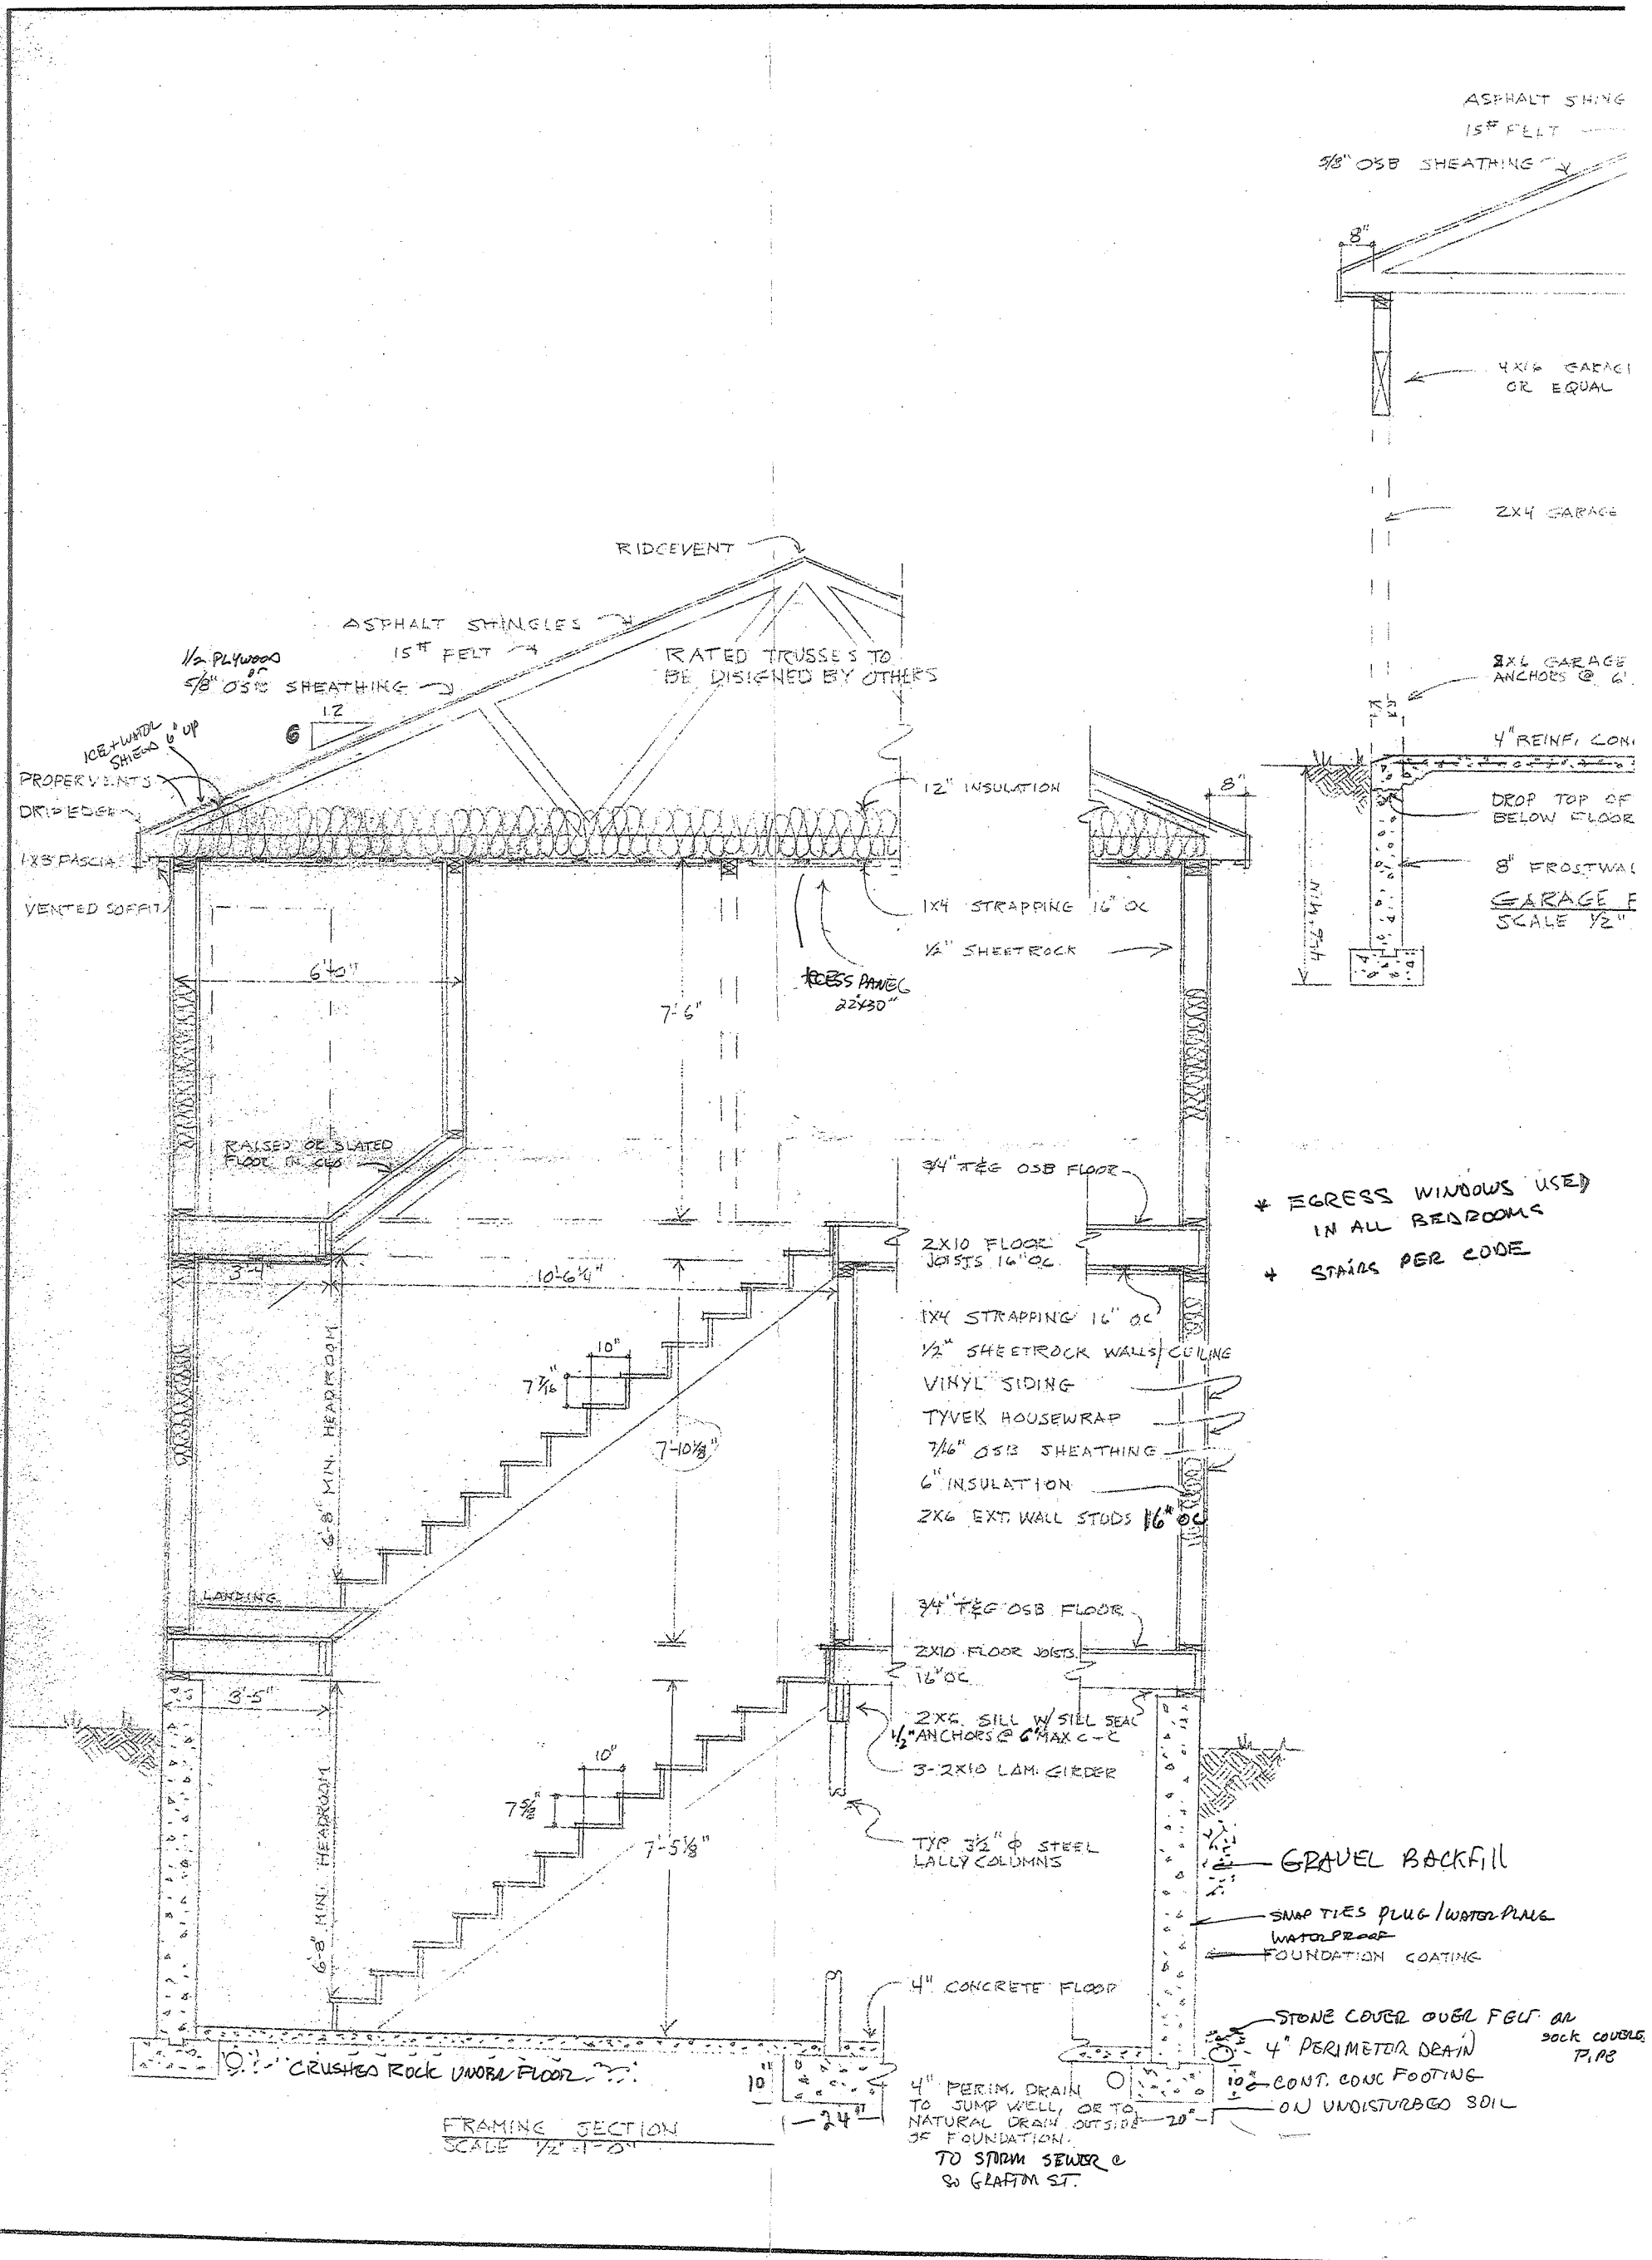 ASPHALT SHING
15# FELT
5/8" OSB SHEATHING
8"
4X16 GARAGE
OR EQUAL
2X4 GARAGE
2X6 GARAGE
ANCHORS @ 6'
4" REINF. CON
DROP TOP OF
BELOW FLOOR
8" FROSTWAL
GARAGE F
SCALE 1/2"
4'-0" MIN.
RIDGEVENT
ASPHALT SHINGLES
15# FELT
1/2 PLYWOOD
OR
5/8" OSB SHEATHING
RATED TRUSSES TO
BE DISIGNED BY OTHERS
12
6
ICE + WATER
SHIELD 6' UP
PROPERVENTS
DRIP EDGE
1X8 FASCIA
VENTED SOFFIT
12" INSULATION
8"
1X4 STRAPPING 16" OC
1/2" SHEETROCK
6'-0"
7'-6"
ACCESS PANEL
22"X30"
RAISED OR SLATED
FLOOR IN CLO
3/4" T&G OSB FLOOR
* EGRESS WINDOWS USED
IN ALL BEDROOMS
* STAIRS PER CODE
2X10 FLOOR
JOISTS 16" OC
10'-6 1/4"
1X4 STRAPPING 16" OC
1/2" SHEETROCK WALLS/CEILING
VINYL SIDING
TYVEK HOUSEWRAP
7/16" OSB SHEATHING
6" INSULATION
2X6 EXT. WALL STUDS 16" OC
10"
7 7/16"
7'-10 1/8"
6'-8" MIN. HEADROOM
LANDING
3/4" T&G OSB FLOOR
2X10 FLOOR JOISTS
16" OC
3'-5"
2X6 SILL W/ SILL SEAL
1/2" ANCHORS @ 6' MAX C-C
3-2X10 LAM. GIRDER
10"
7 5/8"
7'-5 1/8"
TYP 3 1/2" Φ STEEL
LALLY COLUMNS
6'-8" MIN. HEADROOM
GRAVEL BACKFILL
SNAP TIES PLUG/WATERPLUG
WATERPROOF
FOUNDATION COATING
4" CONCRETE FLOOR
STONE COVER OVER FELT OR
SOCK COVERED
PIPE
4" PERIMETER DRAIN
CRUSHED ROCK UNDER FLOOR
10"
24"
10"
CONT. CONC FOOTING
ON UNDISTURBED SOIL
20"
4" PERIM. DRAIN
TO SUMP WELL, OR TO
NATURAL DRAIN OUTSIDE
OF FOUNDATION.
TO STORM SEWER @
SO GRAFTON ST.
FRAMING SECTION
SCALE 1/2"=1'-0"